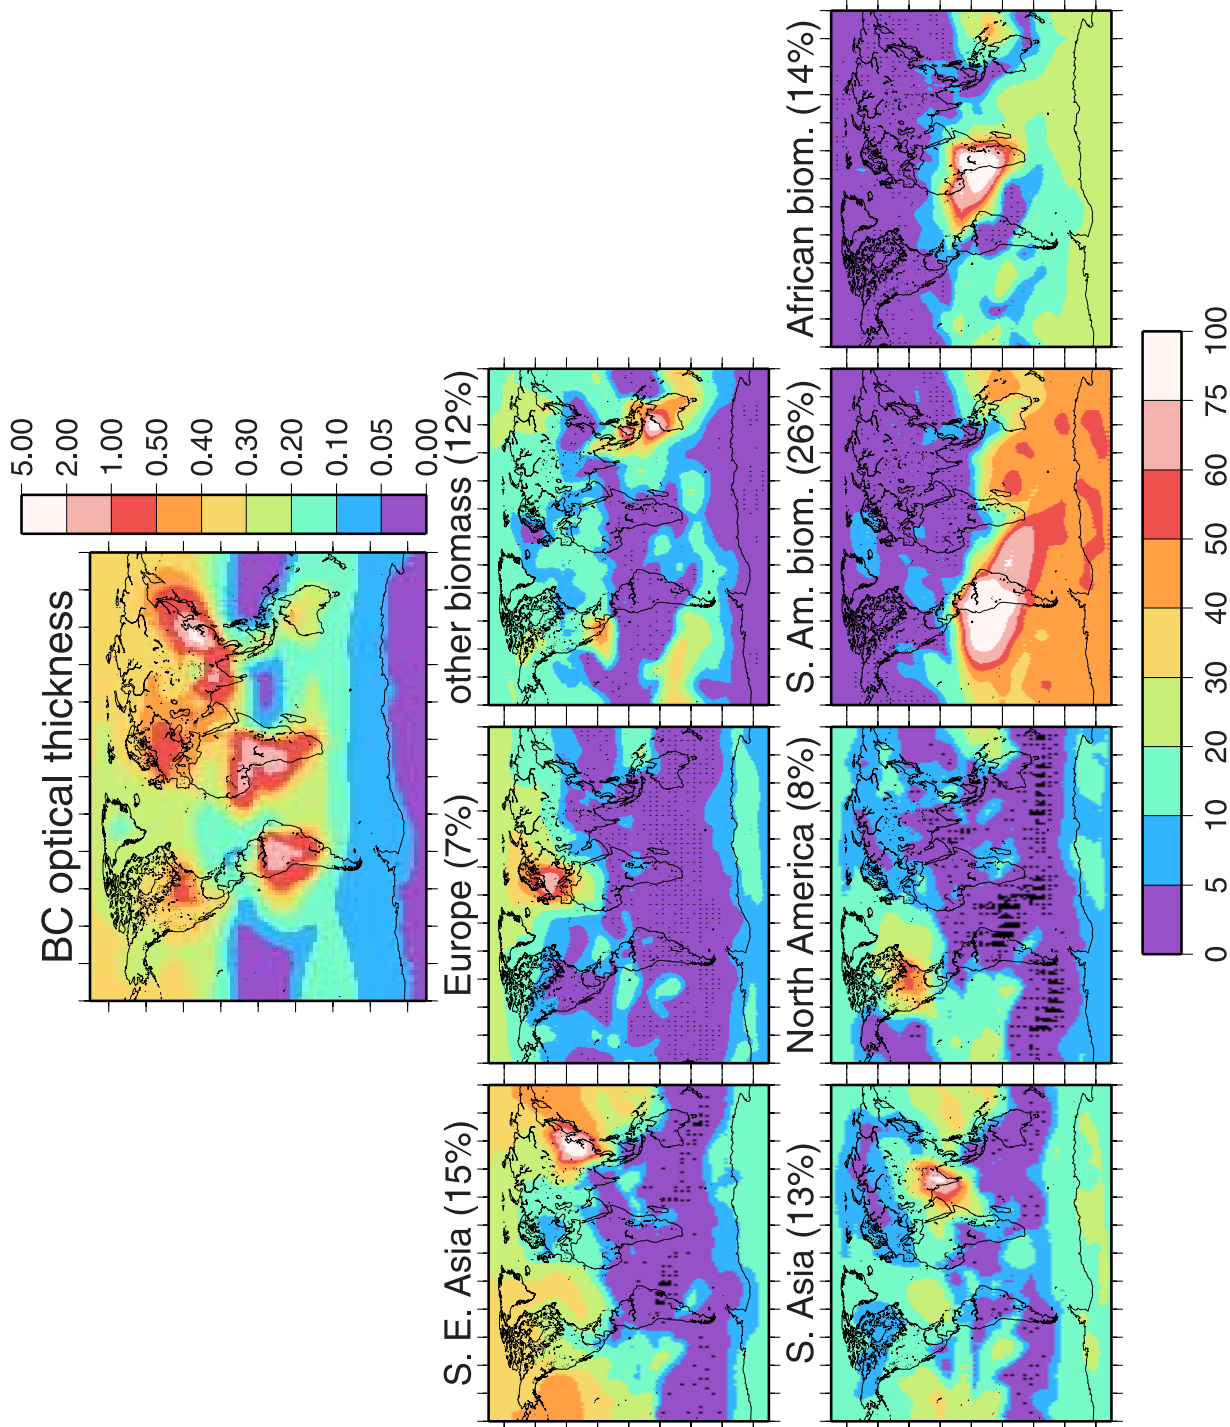 BC optical thickness
5.00
2.00
1.00
0.50
0.40
0.30
0.20
0.10
0.05
0.00
S. E. Asia (15%)
Europe (7%)
other biomass (12%)
S. Asia (13%)
North America (8%)
S. Am. biom. (26%)
African biom. (14%)
0 5 10 20 30 40 50 60 75 100